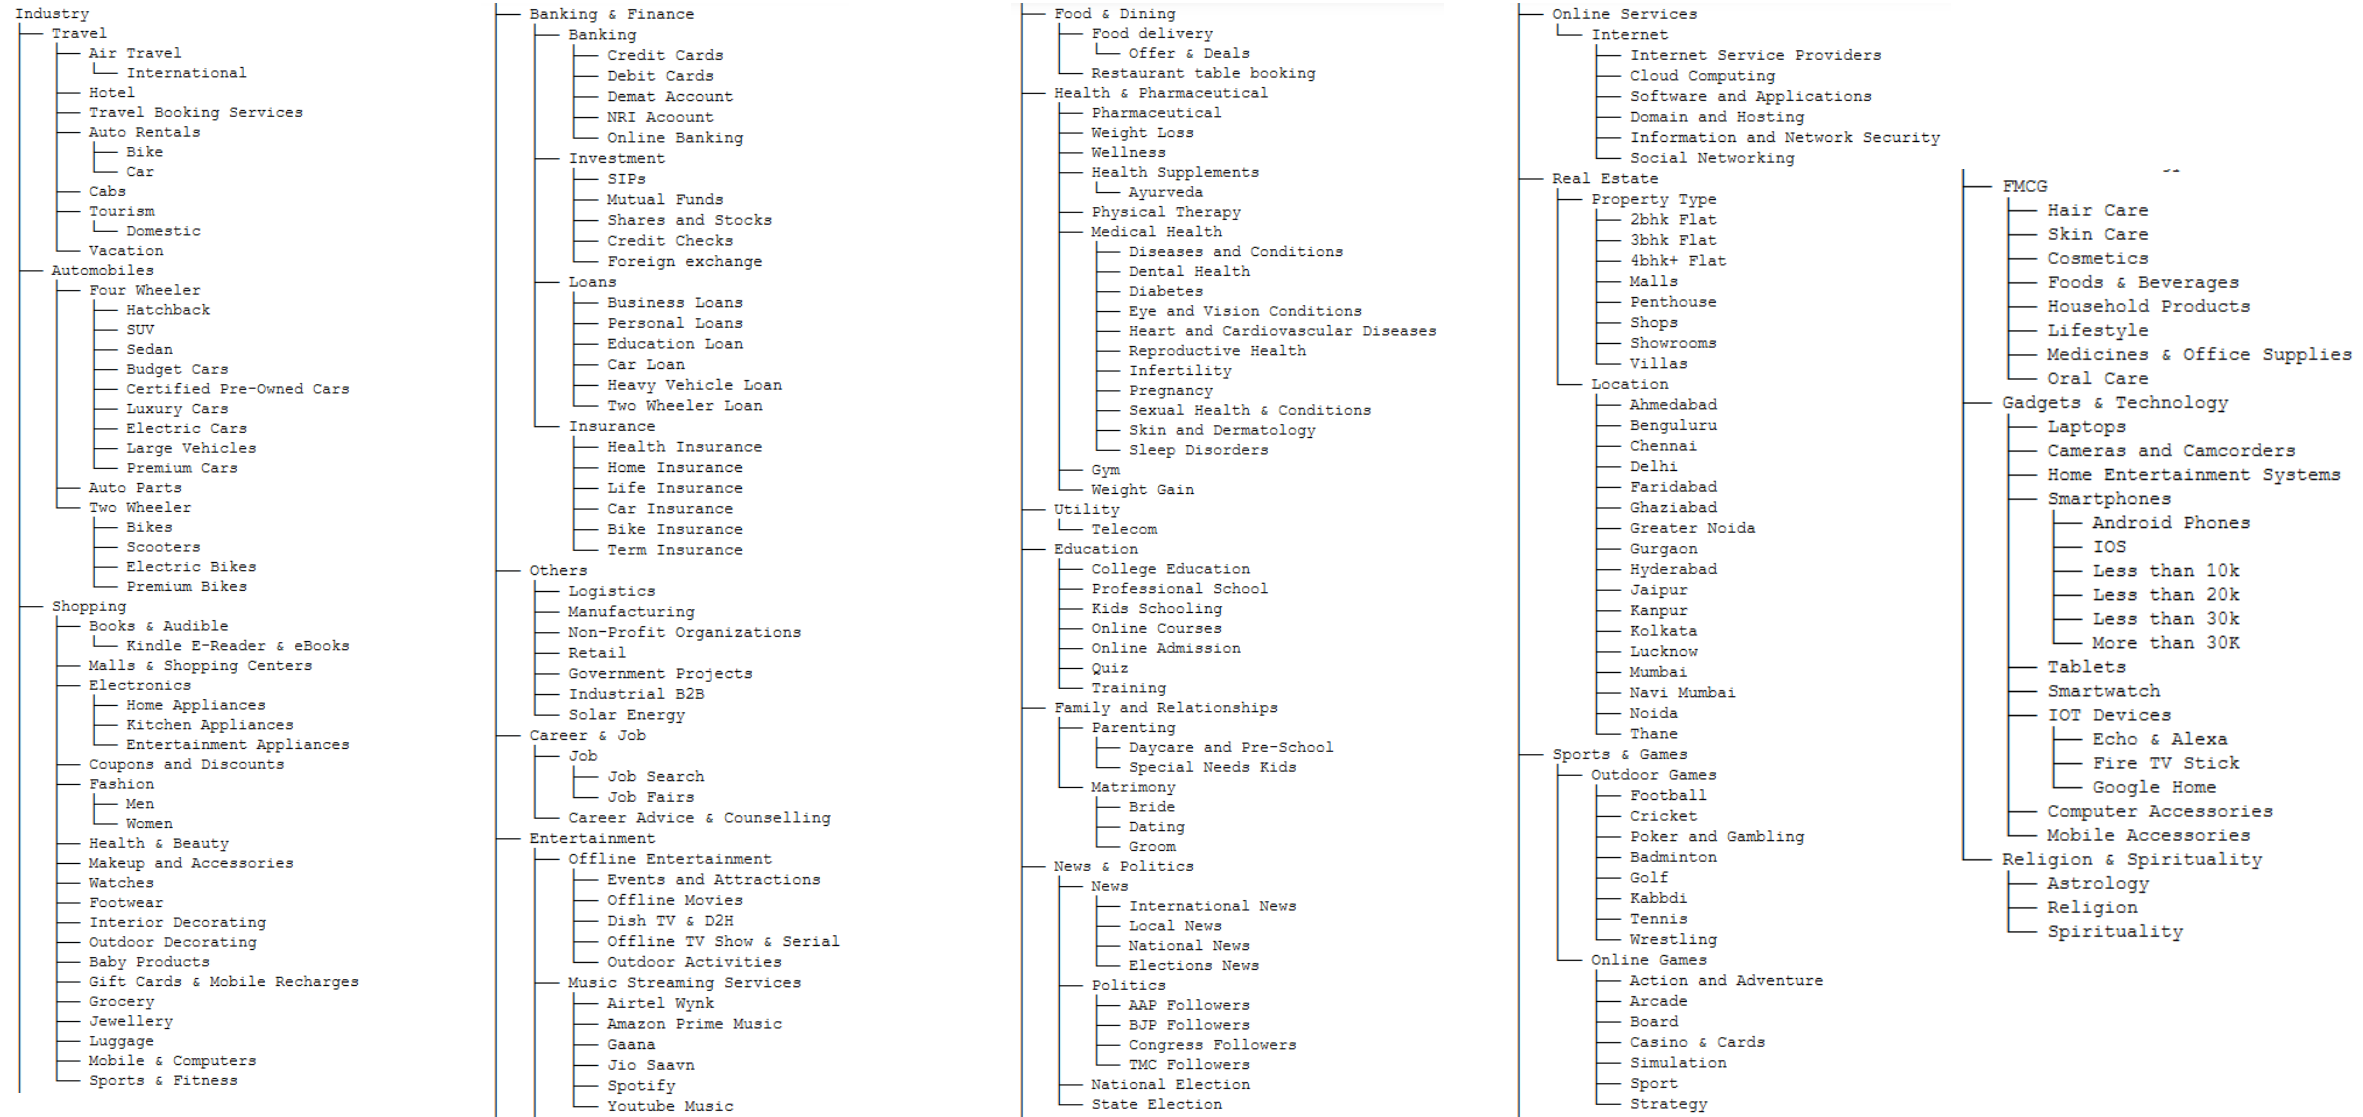 Industry
Travel
Air Travel
International
Hotel
Travel Booking Services
Auto Rentals
Bike
Car
Cabs
Tourism
Domestic
Vacation
Automobiles
Four Wheeler
Hatchback
SUV
Sedan
Budget Cars
Certified Pre-Owned Cars
Luxury Cars
Electric Cars
Large Vehicles
Premium Cars
Auto Parts
Two Wheeler
Bikes
Scooters
Electric Bikes
Premium Bikes
Shopping
Books & Audible
Kindle E-Reader & eBooks
Malls & Shopping Centers
Electronics
Home Appliances
Kitchen Appliances
Entertainment Appliances
Coupons and Discounts
Fashion
Men
Women
Health & Beauty
Makeup and Accessories
Watches
Footwear
Interior Decorating
Outdoor Decorating
Baby Products
Gift Cards & Mobile Recharges
Grocery
Jewellery
Luggage
Mobile & Computers
Sports & Fitness
Banking & Finance
Banking
Credit Cards
Debit Cards
Demat Account
NRI Acoount
Online Banking
Investment
SIPs
Mutual Funds
Shares and Stocks
Credit Checks
Foreign exchange
Loans
Business Loans
Personal Loans
Education Loan
Car Loan
Heavy Vehicle Loan
Two Wheeler Loan
Insurance
Health Insurance
Home Insurance
Life Insurance
Car Insurance
Bike Insurance
Term Insurance
Others
Logistics
Manufacturing
Non-Profit Organizations
Retail
Government Projects
Industrial B2B
Solar Energy
Career & Job
Job
Job Search
Job Fairs
Career Advice & Counselling
Entertainment
Offline Entertainment
Events and Attractions
Offline Movies
Dish TV & D2H
Offline TV Show & Serial
Outdoor Activities
Music Streaming Services
Airtel Wynk
Amazon Prime Music
Gaana
Jio Saavn
Spotify
Youtube Music
Food & Dining
Food delivery
Offer & Deals
Restaurant table booking
Health & Pharmaceutical
Pharmaceutical
Weight Loss
Wellness
Health Supplements
Ayurveda
Physical Therapy
Medical Health
Diseases and Conditions
Dental Health
Diabetes
Eye and Vision Conditions
Heart and Cardiovascular Diseases
Reproductive Health
Infertility
Pregnancy
Sexual Health & Conditions
Skin and Dermatology
Sleep Disorders
Gym
Weight Gain
Utility
Telecom
Education
College Education
Professional School
Kids Schooling
Online Courses
Online Admission
Quiz
Training
Family and Relationships
Parenting
Daycare and Pre-School
Special Needs Kids
Matrimony
Bride
Dating
Groom
News & Politics
News
International News
Local News
National News
Elections News
Politics
AAP Followers
BJP Followers
Congress Followers
TMC Followers
National Election
State Election
Online Services
Internet
Internet Service Providers
Cloud Computing
Software and Applications
Domain and Hosting
Information and Network Security
Social Networking
Real Estate
Property Type
2bhk Flat
3bhk Flat
4bhk+ Flat
Malls
Penthouse
Shops
Showrooms
Villas
Location
Ahmedabad
Benguluru
Chennai
Delhi
Faridabad
Ghaziabad
Greater Noida
Gurgaon
Hyderabad
Jaipur
Kanpur
Kolkata
Lucknow
Mumbai
Navi Mumbai
Noida
Thane
Sports & Games
Outdoor Games
Football
Cricket
Poker and Gambling
Badminton
Golf
Kabbdi
Tennis
Wrestling
Online Games
Action and Adventure
Arcade
Board
Casino & Cards
Simulation
Sport
Strategy
FMCG
Hair Care
Skin Care
Cosmetics
Foods & Beverages
Household Products
Lifestyle
Medicines & Office Supplies
Oral Care
Gadgets & Technology
Laptops
Cameras and Camcorders
Home Entertainment Systems
Smartphones
Android Phones
IOS
Less than 10k
Less than 20k
Less than 30k
More than 30K
Tablets
Smartwatch
IOT Devices
Echo & Alexa
Fire TV Stick
Google Home
Computer Accessories
Mobile Accessories
Religion & Spirituality
Astrology
Religion
Spirituality